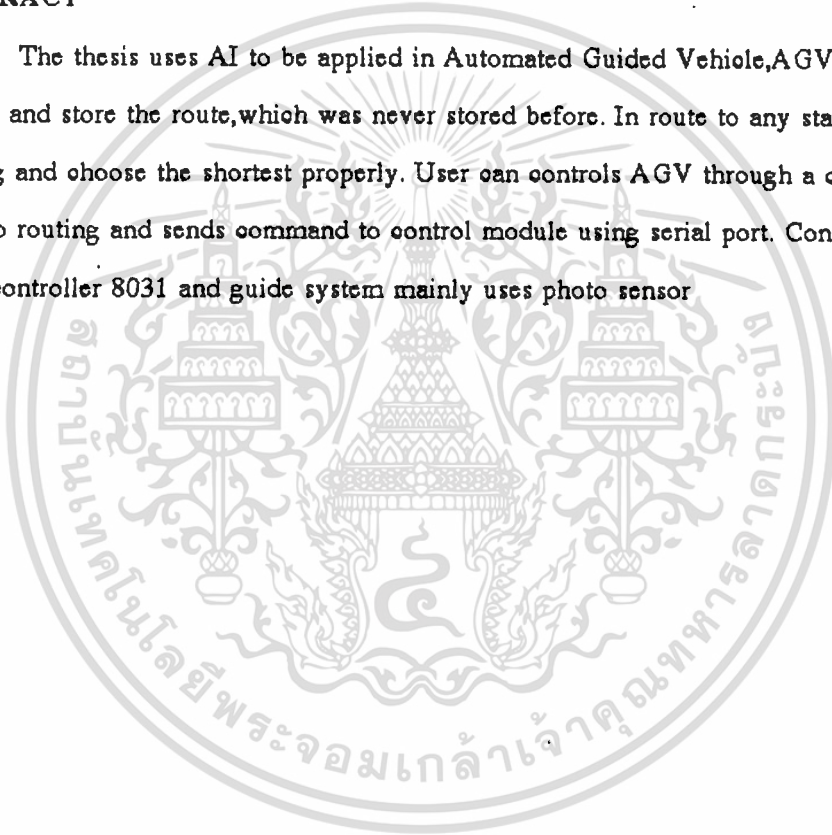 The thesis uses AI to be applied in Automated Guided Vehiole,AGV
and store the route,whioh was never stored before. In route to any sta
and ohoose the shortest properly. User oan oontrols AGV through a c
routing and sends oommand to oontrol module using serial port. Con
controller 8031 and guide system mainly uses photo sensor
สถาบันเทคโนโลยีพระจอมเกล้าเจ้าคุณทหารลาดกระบัง